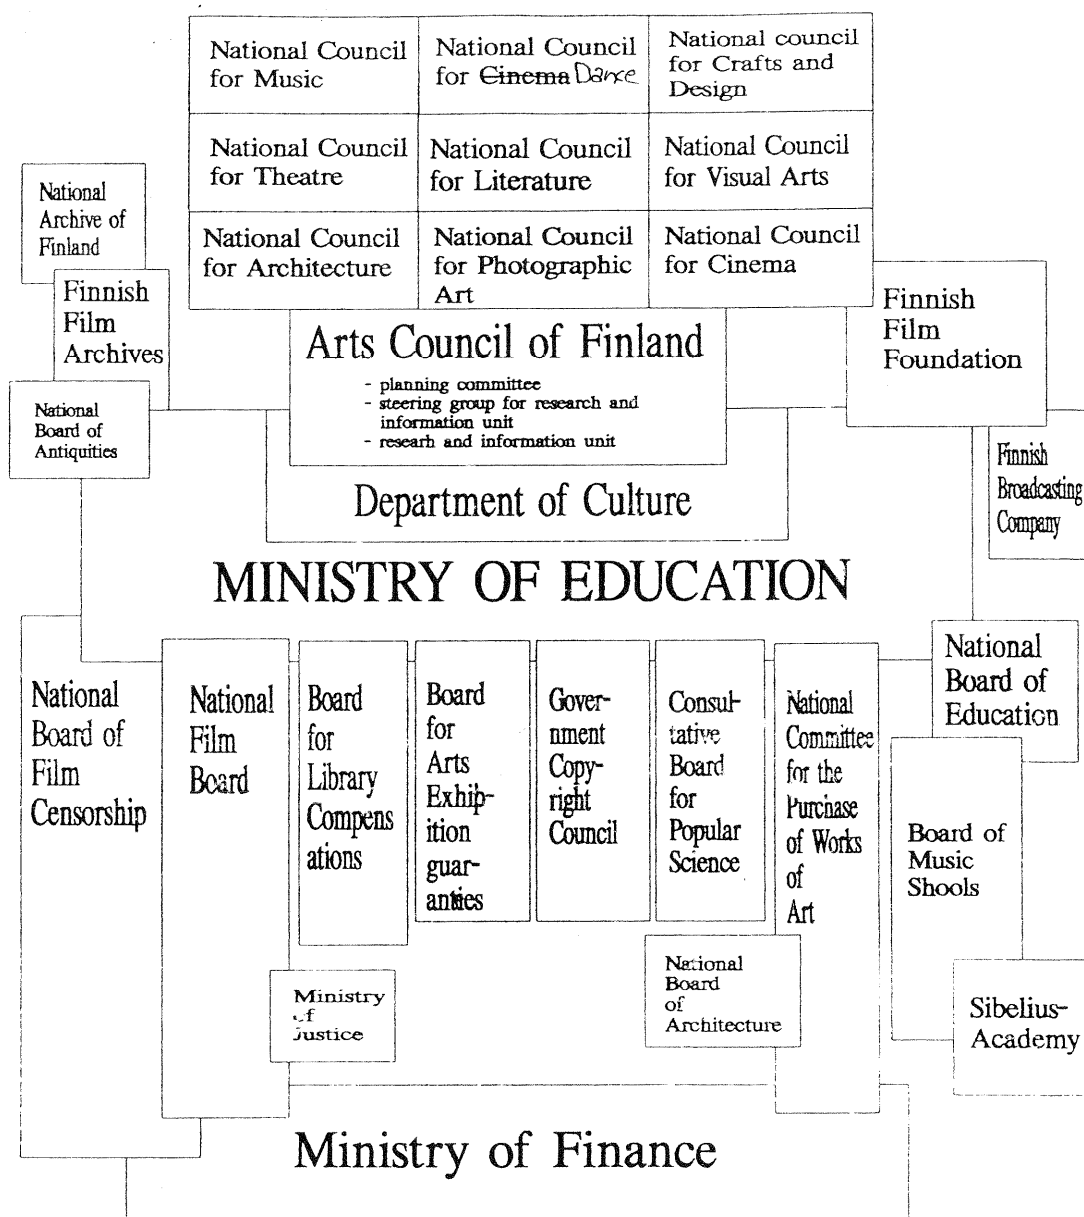 National Council
for Music
National Council
for Cinema Dance
National council
for Crafts and
Design
National Council
for Theatre
National Council
for Literature
National Council
for Visual Arts
National Council
for Architecture
National Council
for Photographic
Art
National Council
for Cinema
National
Archive of
Finland
Finnish
Film
Archives
National
Board of
Antiquities
Arts Council of Finland
- planning committee
- steering group for research and
information unit
- researh and information unit
Finnish
Film
Foundation
Finnish
Broadcasting
Company
Department of Culture
MINISTRY OF EDUCATION
National
Board of
Film
Censorship
National
Film
Board
Board
for
Library
Compens
ations
Board
for
Arts
Exhib-
ition
guar-
anties
Gover-
nment
Copy-
right
Council
Consul-
tative
Board
for
Popular
Science
National
Committee
for the
Purchase
of Works
of
Art
National
Board of
Education
Board of
Music
Shools
Sibelius-
Academy
Ministry
of
Justice
National
Board
of
Architecture
Ministry of Finance